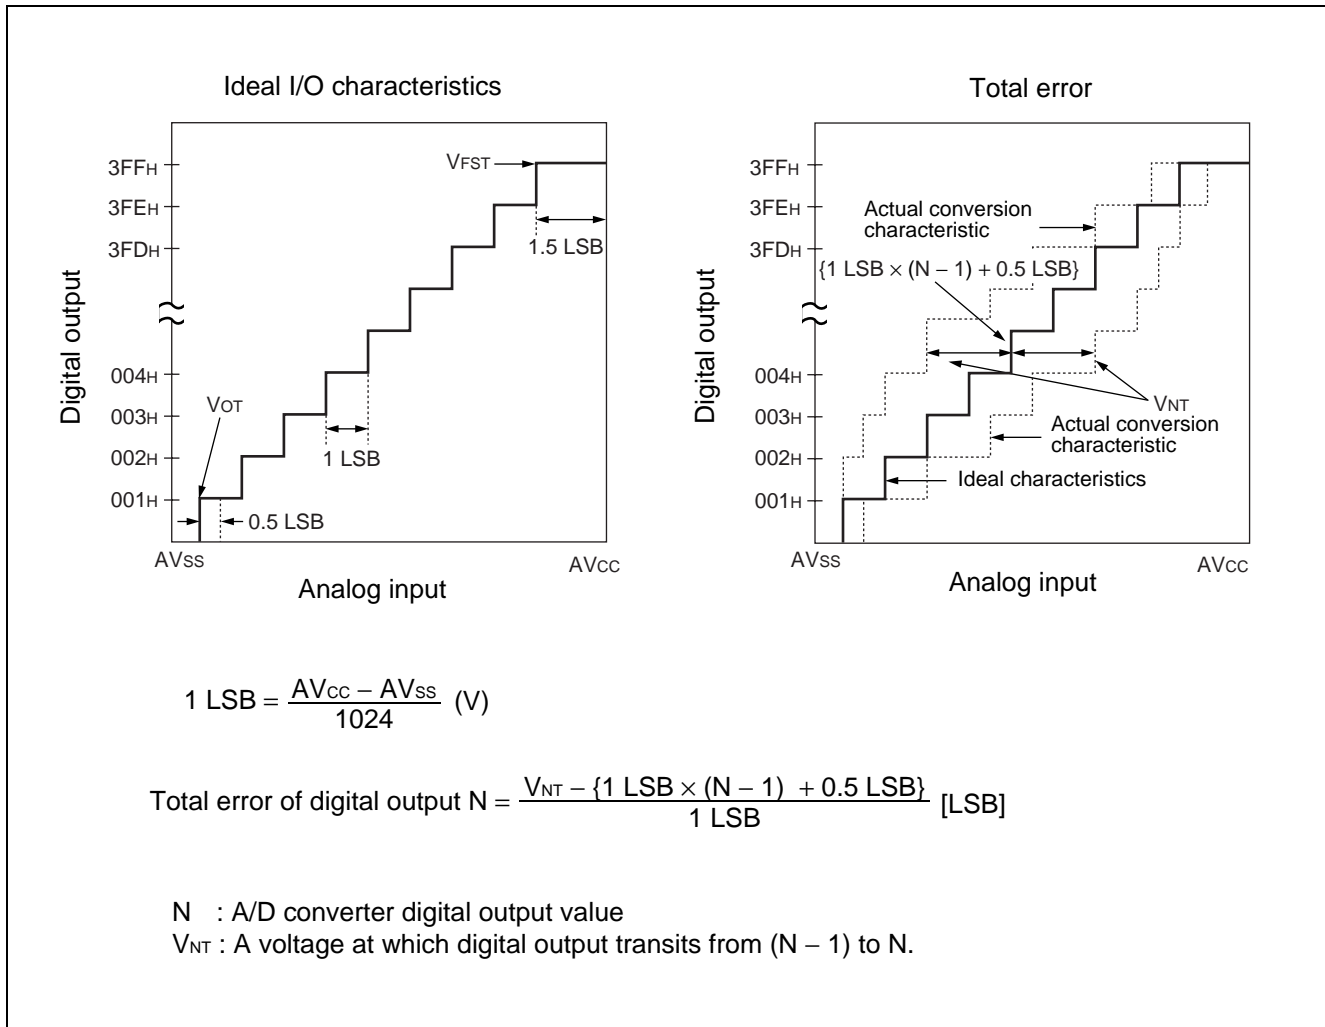 Ideal I/O characteristics
3FFH
3FEH
3FDH
004H
003H
002H
001H
Digital output
VFST
1.5 LSB
VOT
1 LSB
0.5 LSB
AVSS
AVCC
Analog input
Total error
3FFH
3FEH
3FDH
004H
003H
002H
001H
Digital output
Actual conversion
characteristic
{1 LSB × (N − 1) + 0.5 LSB}
VNT
Actual conversion
characteristic
Ideal characteristics
AVSS
AVCC
Analog input
1 LSB = AVCC − AVSS / 1024 (V)
Total error of digital output N = VNT − {1 LSB × (N − 1) + 0.5 LSB} / 1 LSB [LSB]
N : A/D converter digital output value
VNT : A voltage at which digital output transits from (N − 1) to N.